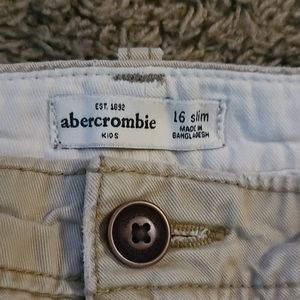 EST. 1892
abercrombie
KIDS
16 slim
MADE IN
BANGLADESH